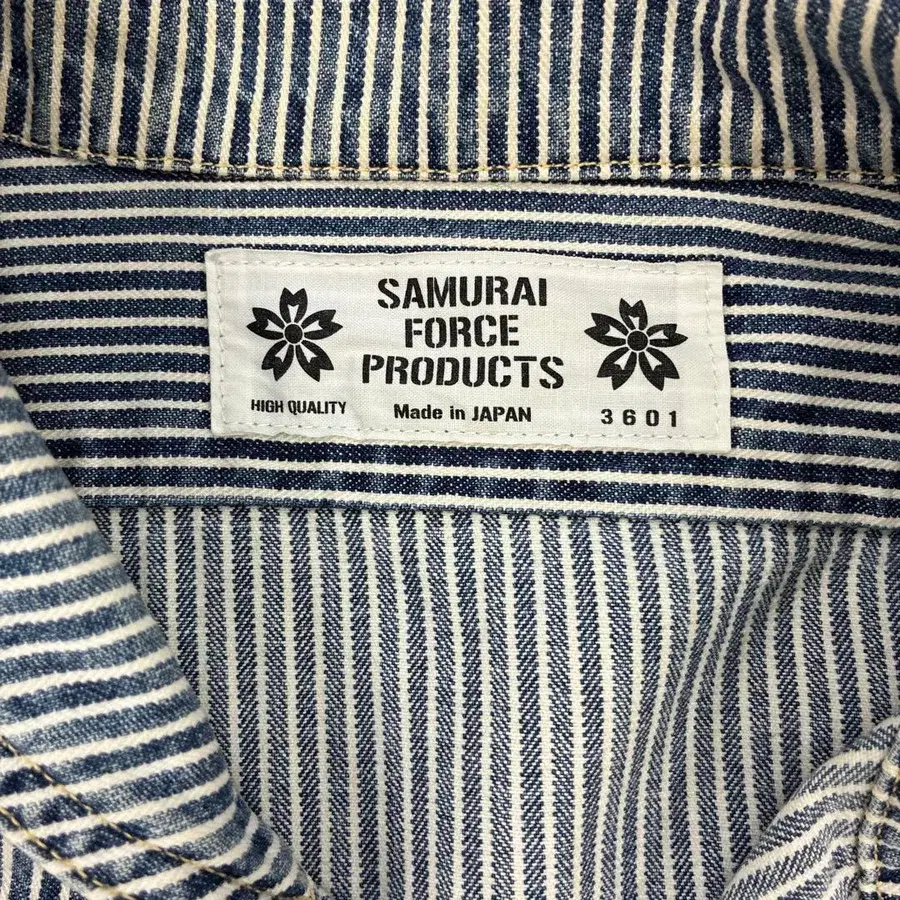 SAMURAI
FORCE
PRODUCTS
HIGH QUALITY Made in JAPAN 3601